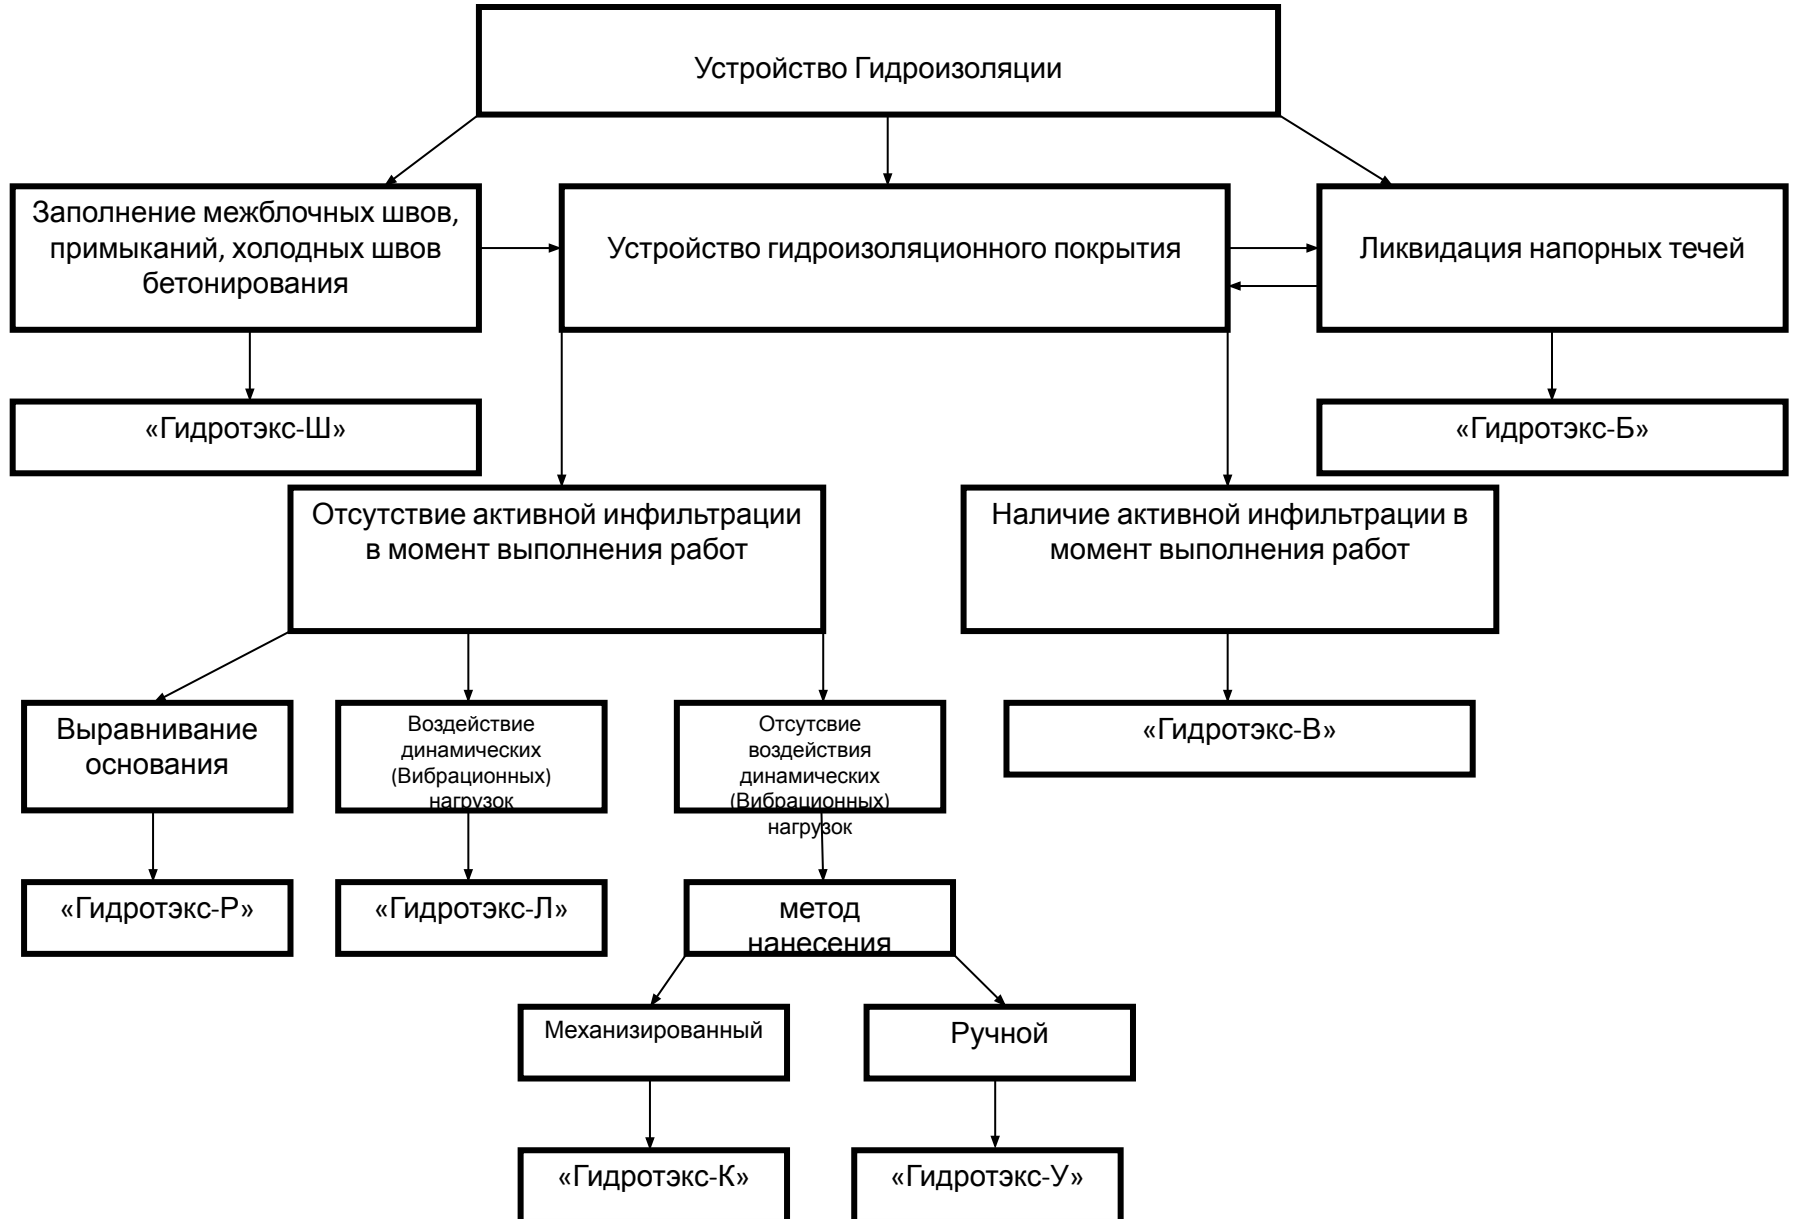 Устройство Гидроизоляции
Заполнение межблочных швов,
примыканий, холодных швов
бетонирования
Устройство гидроизоляционного покрытия
Ликвидация напорных течей
«Гидротэкс-Ш»
«Гидротэкс-Б»
Отсутствие активной инфильтрации
в момент выполнения работ
Наличие активной инфильтрации в
момент выполнения работ
Выравнивание
основания
Воздействие
динамических
(Вибрационных)
нагрузок
Отсутсвие
воздействия
динамических
(Вибрационных)
нагрузок
«Гидротэкс-В»
«Гидротэкс-Р»
«Гидротэкс-Л»
метод
нанесения
Механизированный
Ручной
«Гидротэкс-К»
«Гидротэкс-У»